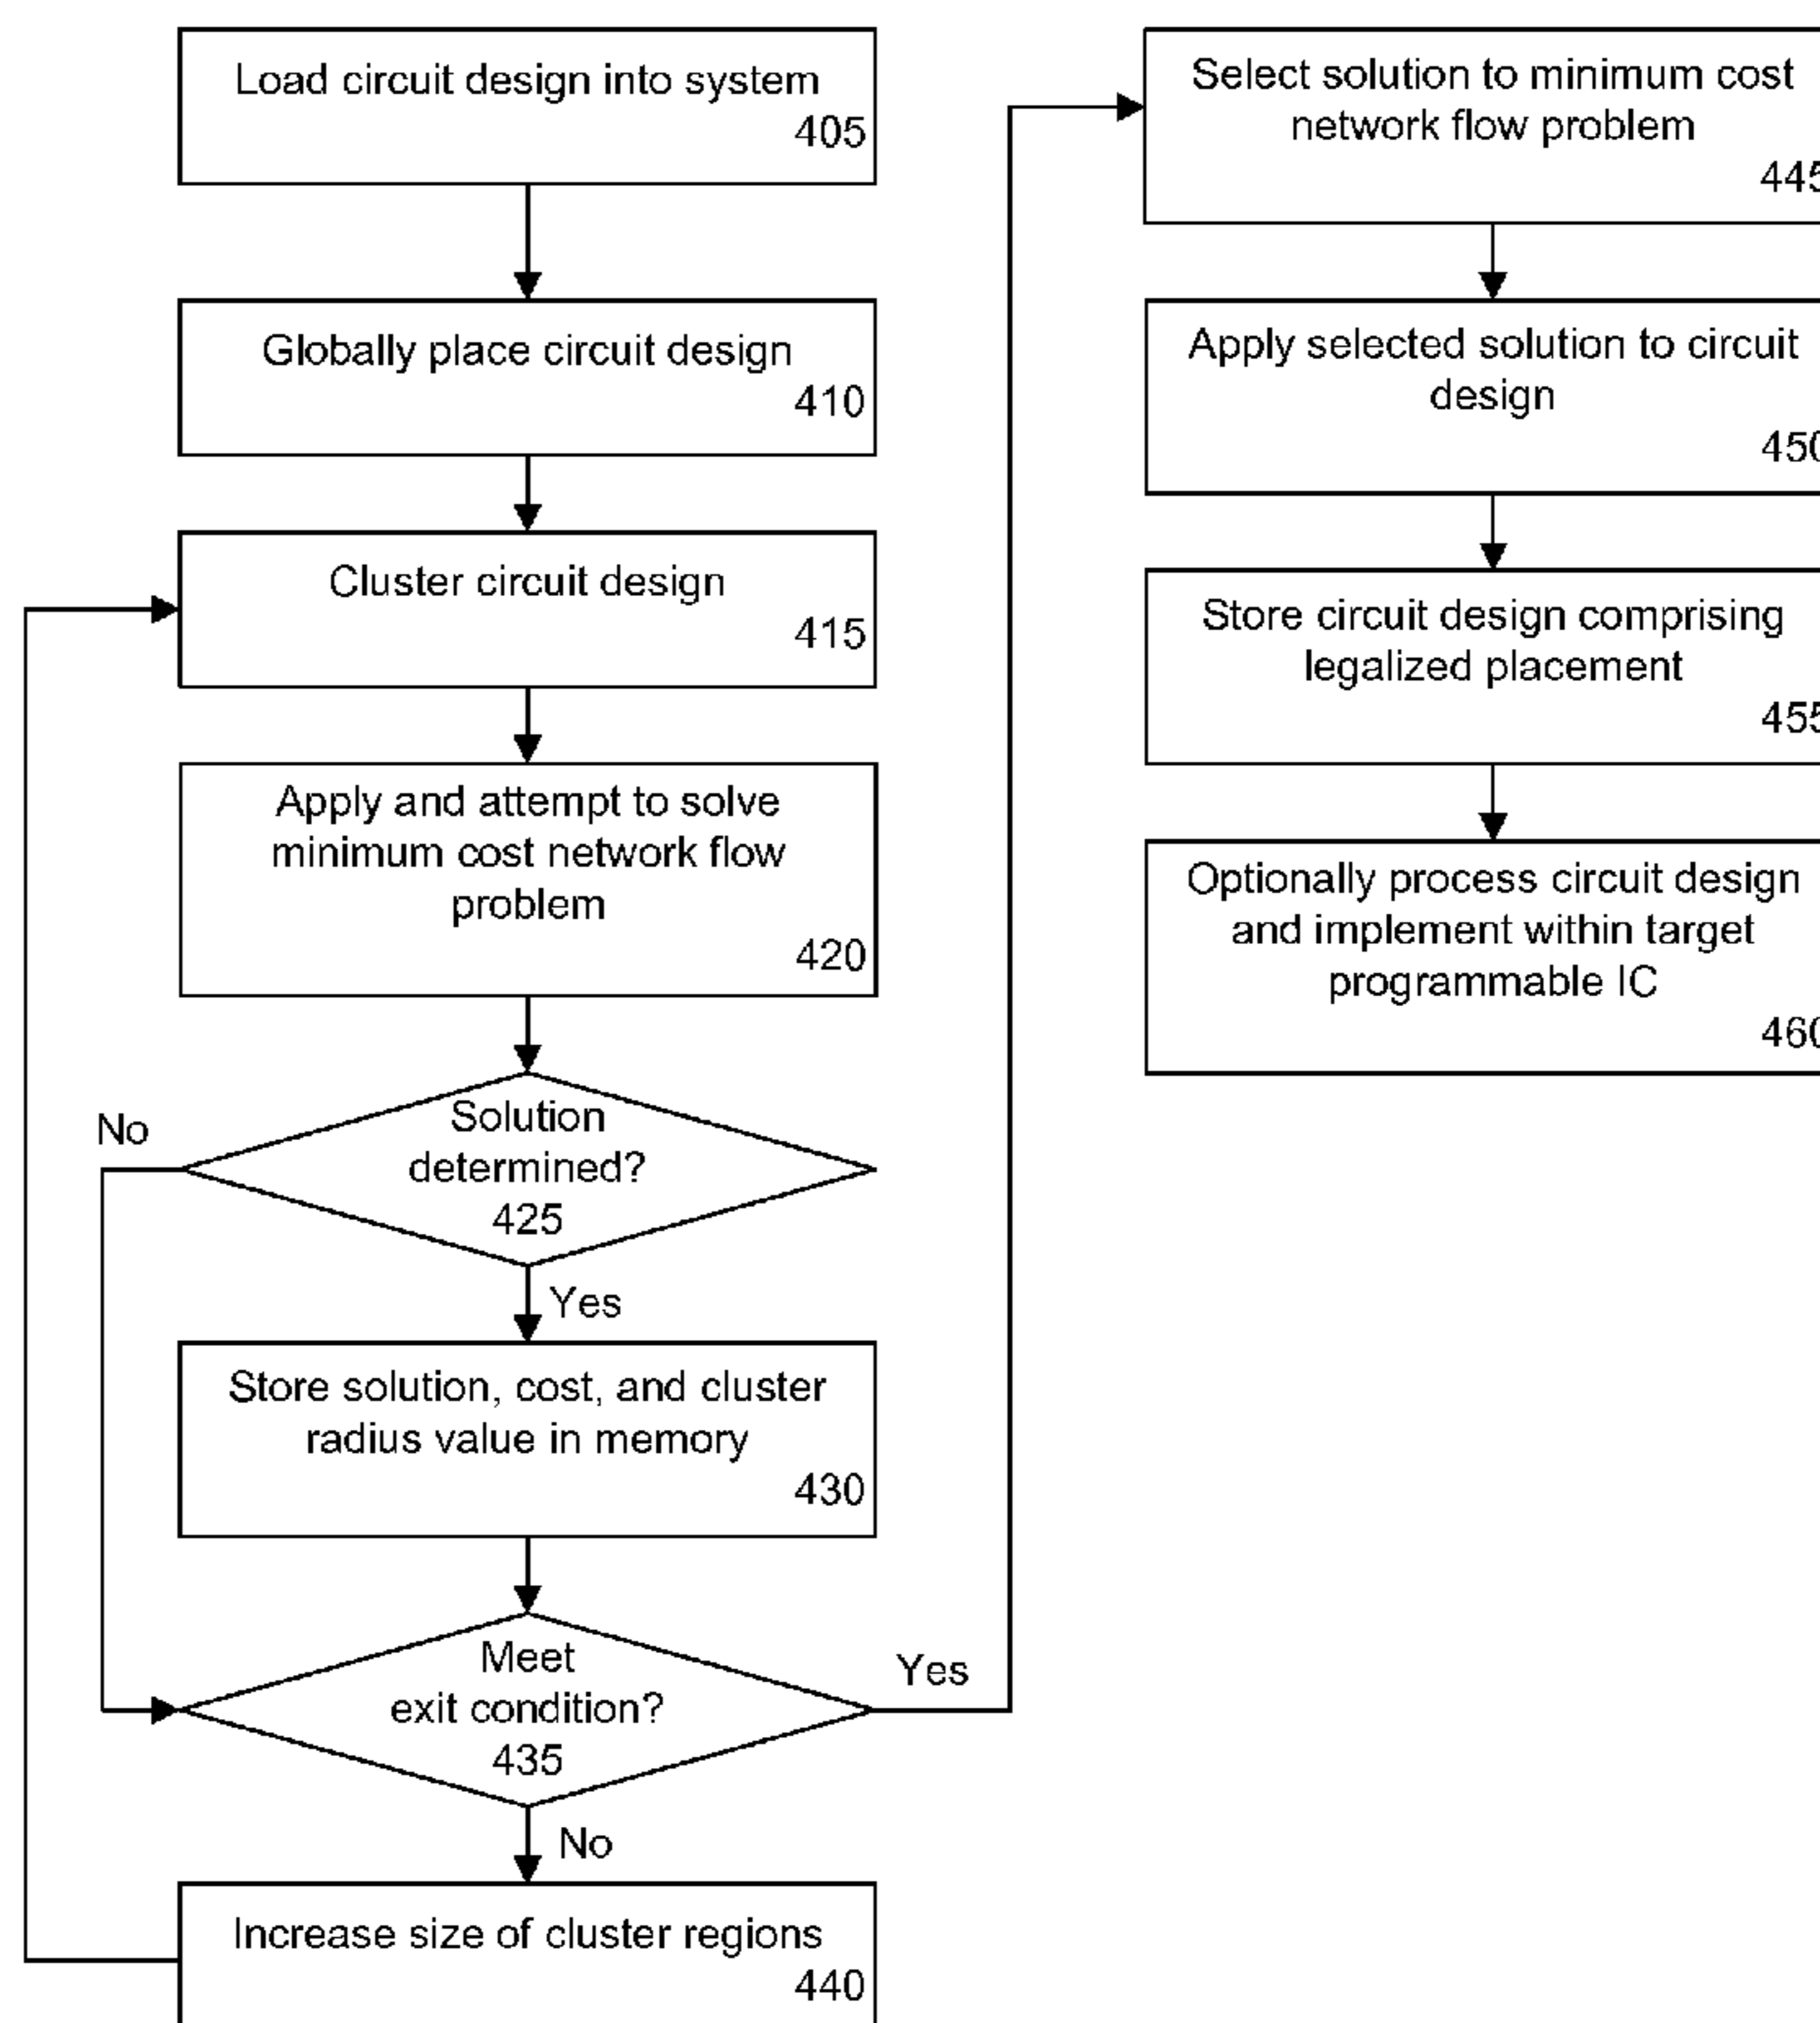 Load circuit design into system
405
Globally place circuit design
410
Cluster circuit design
415
Apply and attempt to solve
minimum cost network flow
problem
420
Solution
determined?
425
No
Yes
Store solution, cost, and cluster
radius value in memory
430
Meet
exit condition?
435
Yes
No
Increase size of cluster regions
440
Select solution to minimum cost
network flow problem
445
Apply selected solution to circuit
design
450
Store circuit design comprising
legalized placement
455
Optionally process circuit design
and implement within target
programmable IC
460